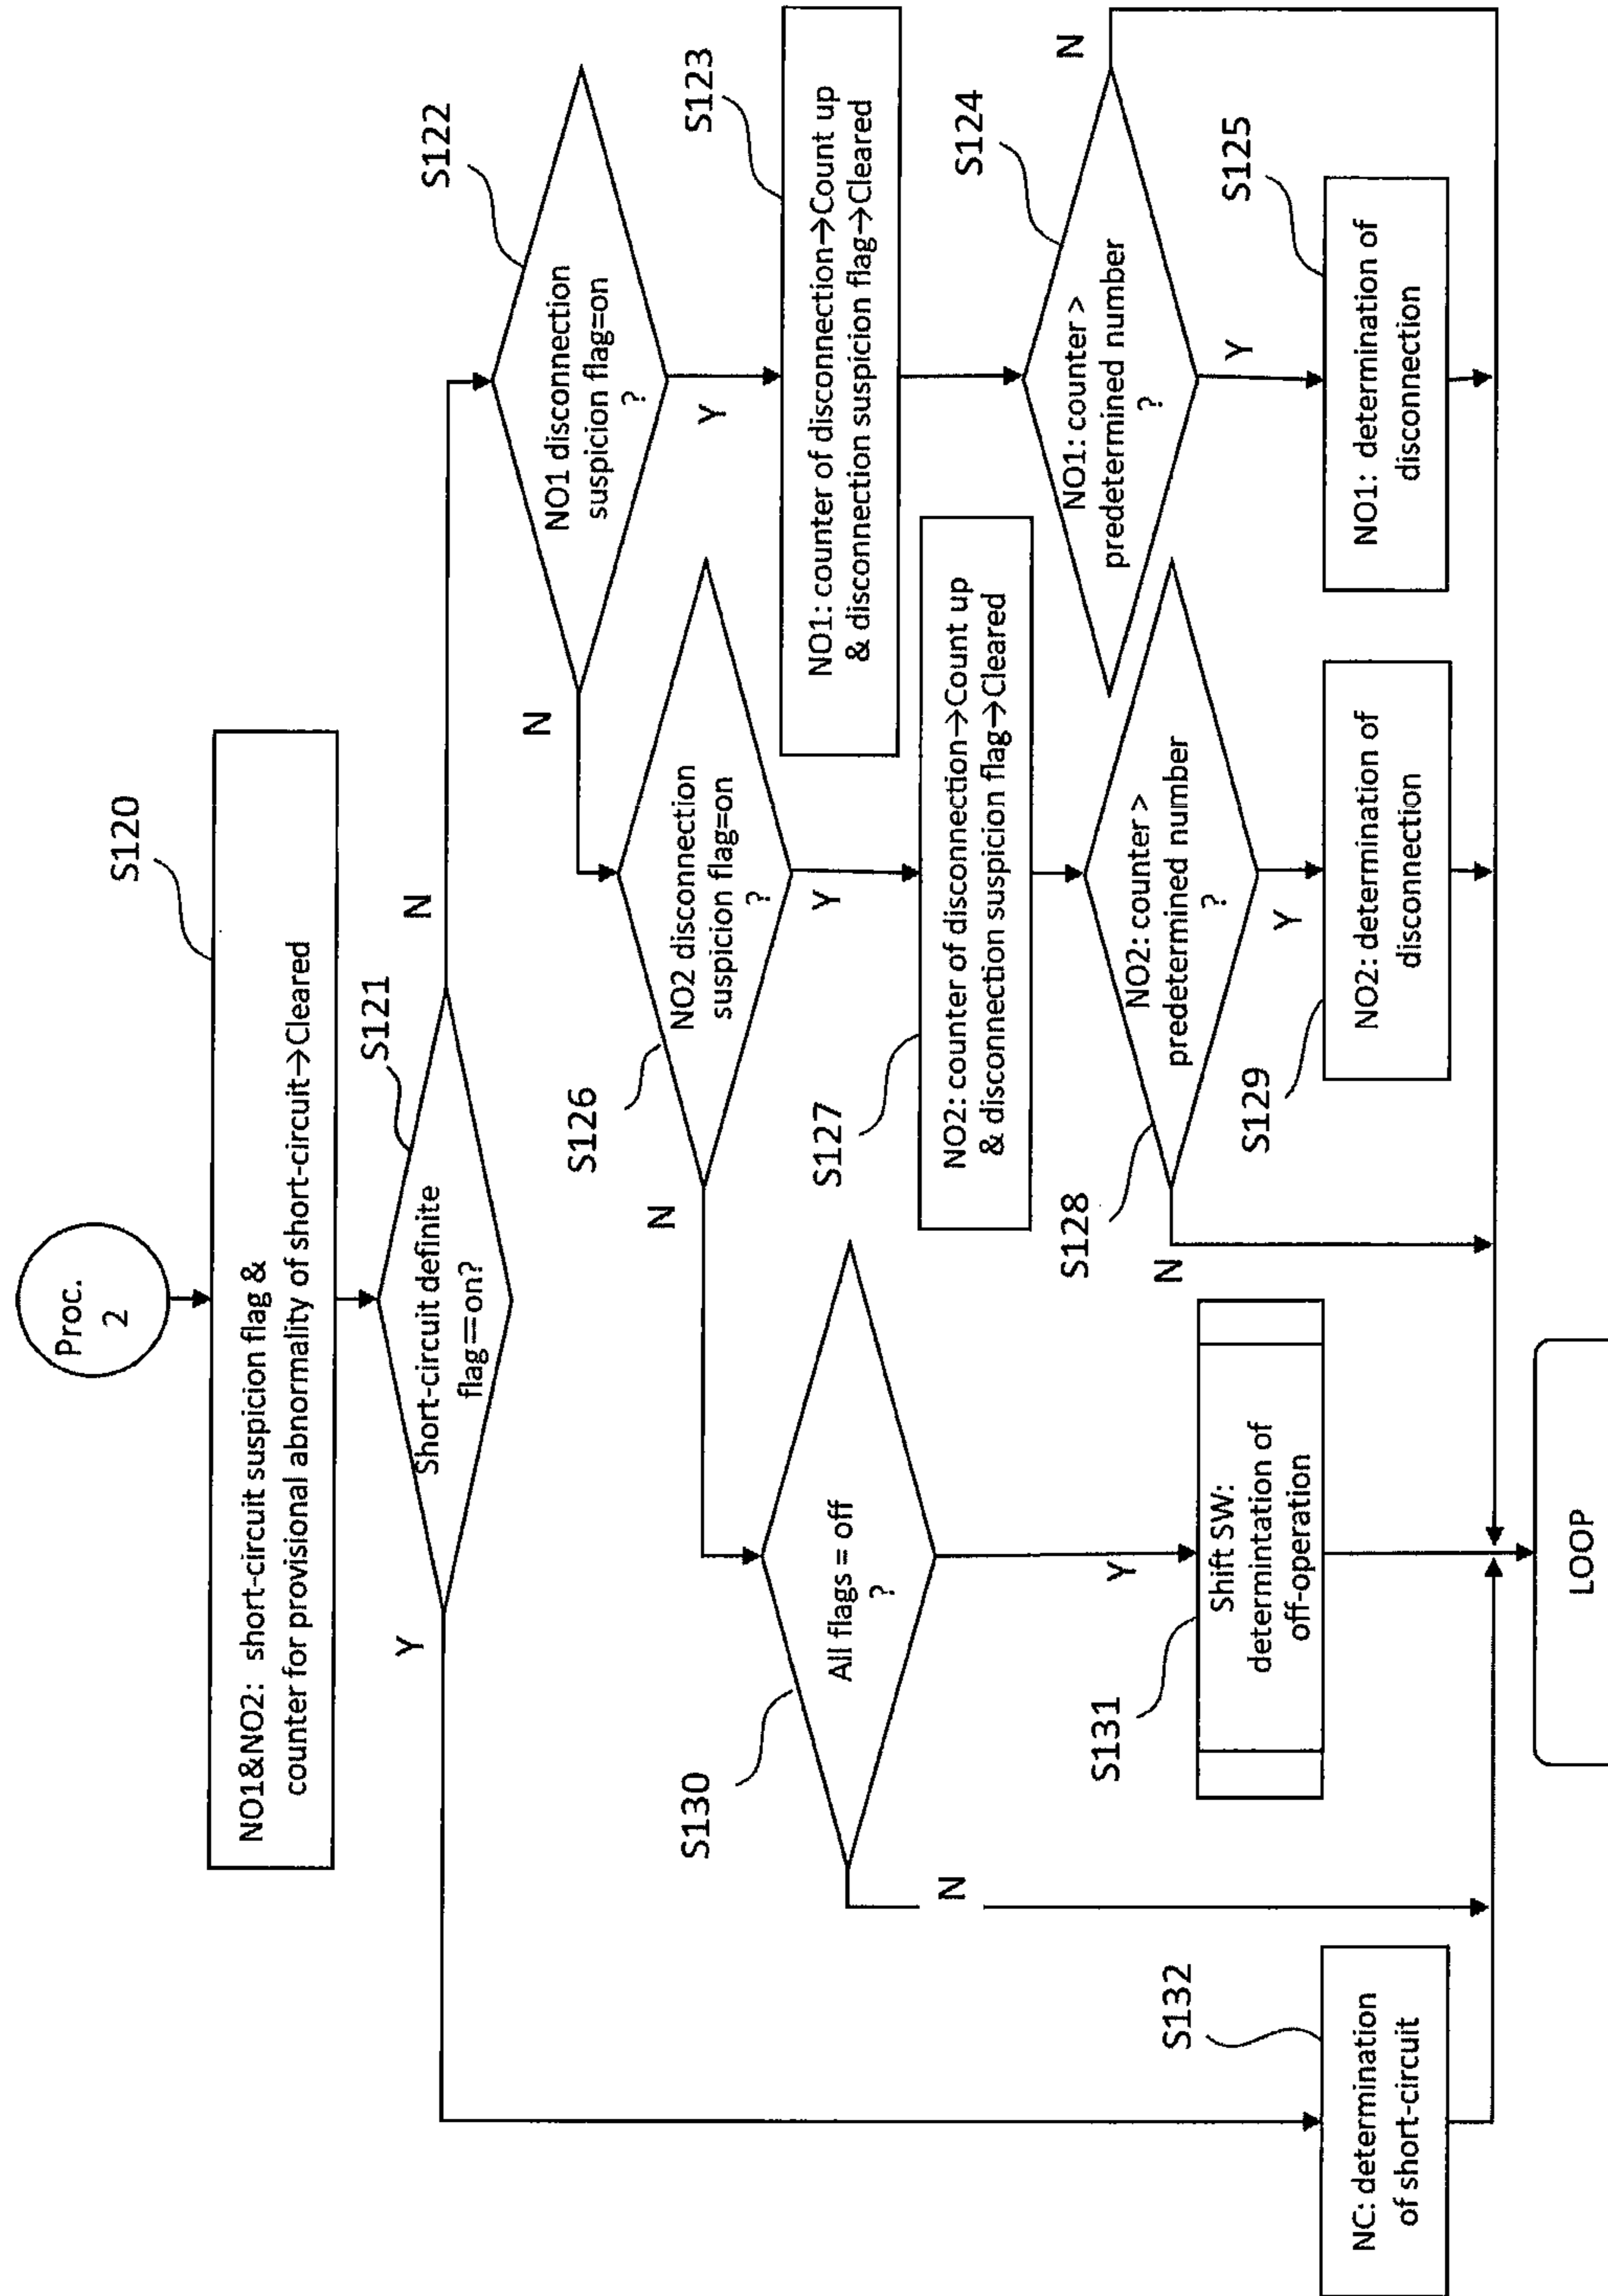 Proc.
2
S120
NO1&NO2: short-circuit suspicion flag &
counter for provisional abnormality of short-circuit→Cleared
S121
Short-circuit definite
flag=on?
Y
N
S122
NO1 disconnection
suspicion flag=on
?
N
Y
S123
NO1: counter of disconnection→Count up
& disconnection suspicion flag→Cleared
S124
NO1: counter >
predetermined number
?
N
Y
S125
NO1: determination of
disconnection
S126
NO2 disconnection
suspicion flag=on
?
N
Y
S127
NO2: counter of disconnection→Count up
& disconnection suspicion flag→Cleared
S128
NO2: counter >
predetermined number
?
N
Y
S129
NO2: determination of
disconnection
S130
All flags = off
?
N
Y
S131
Shift SW:
determintation of
off-operation
S132
NC: determination
of short-circuit
LOOP